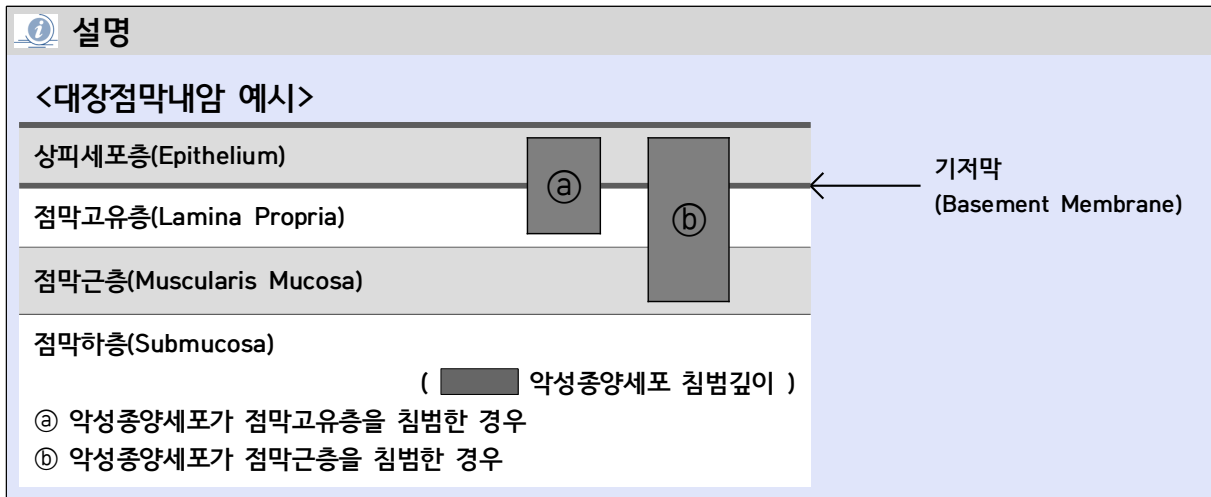 설명
<대장점막내암 예시>
상피세포층(Epithelium)
ⓐ
기저막
(Basement Membrane)
점막고유층(Lamina Propria)
ⓑ
점막근층(Muscularis Mucosa)
점막하층(Submucosa)
( 악성종양세포 침범깊이 )
ⓐ 악성종양세포가 점막고유층을 침범한 경우
ⓑ 악성종양세포가 점막근층을 침범한 경우